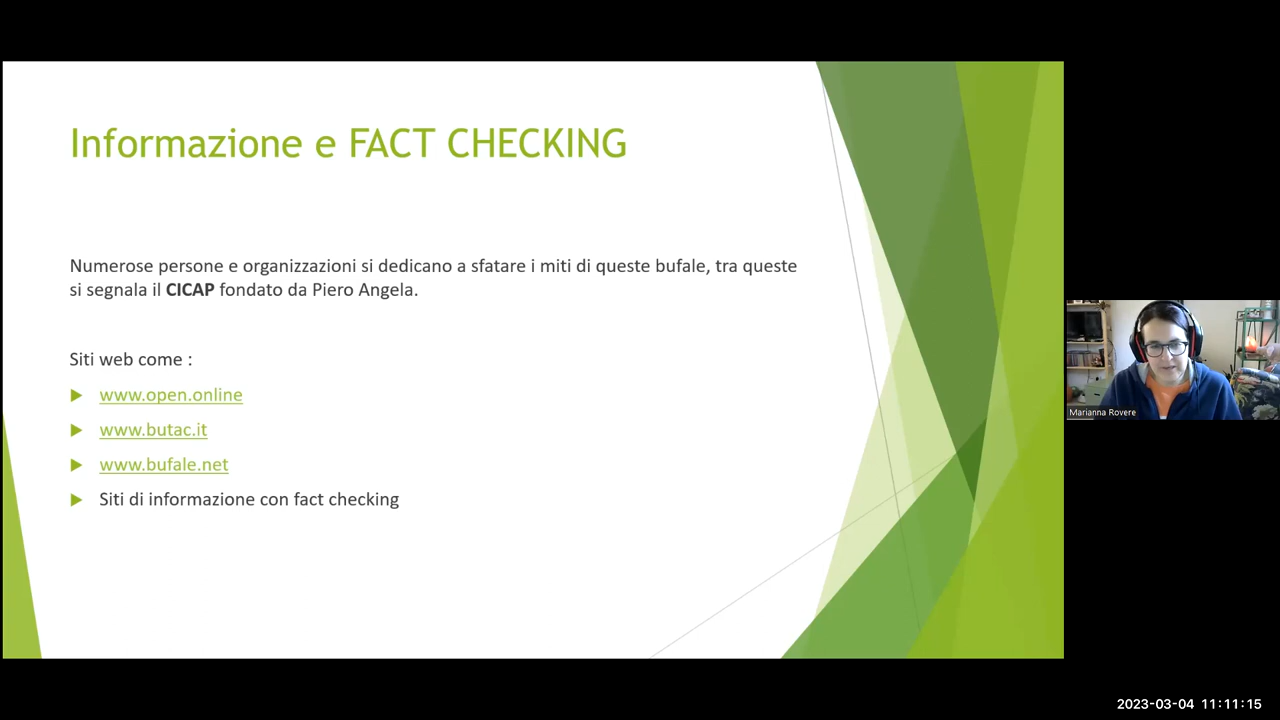 Informazione e FACT CHECKING
Numerose persone e organizzazioni si dedicano a sfatare i miti di queste bufale, tra queste
si segnala il CICAP fondato da Piero Angela.
Siti web come :
www.open.online
www.butac.it
www.bufale.net
Siti di informazione con fact checking
Marianna Rovere
2023-03-04 11:11:15